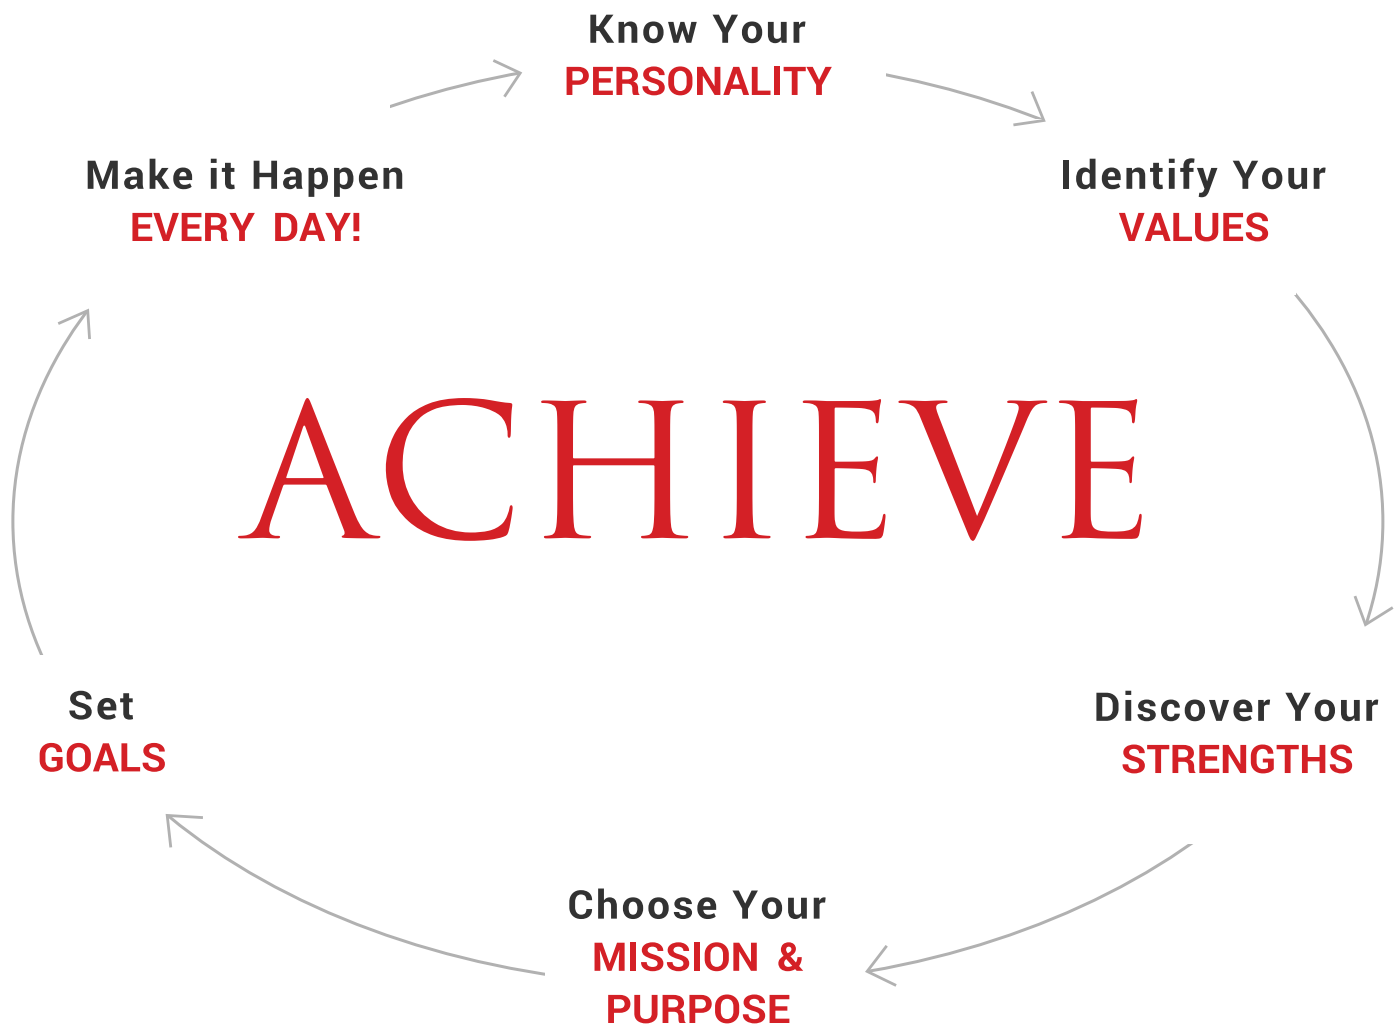 Know Your
PERSONALITY
Identify Your
VALUES
Discover Your
STRENGTHS
Choose Your
MISSION &
PURPOSE
Set
GOALS
Make it Happen
EVERY DAY!
ACHIEVE